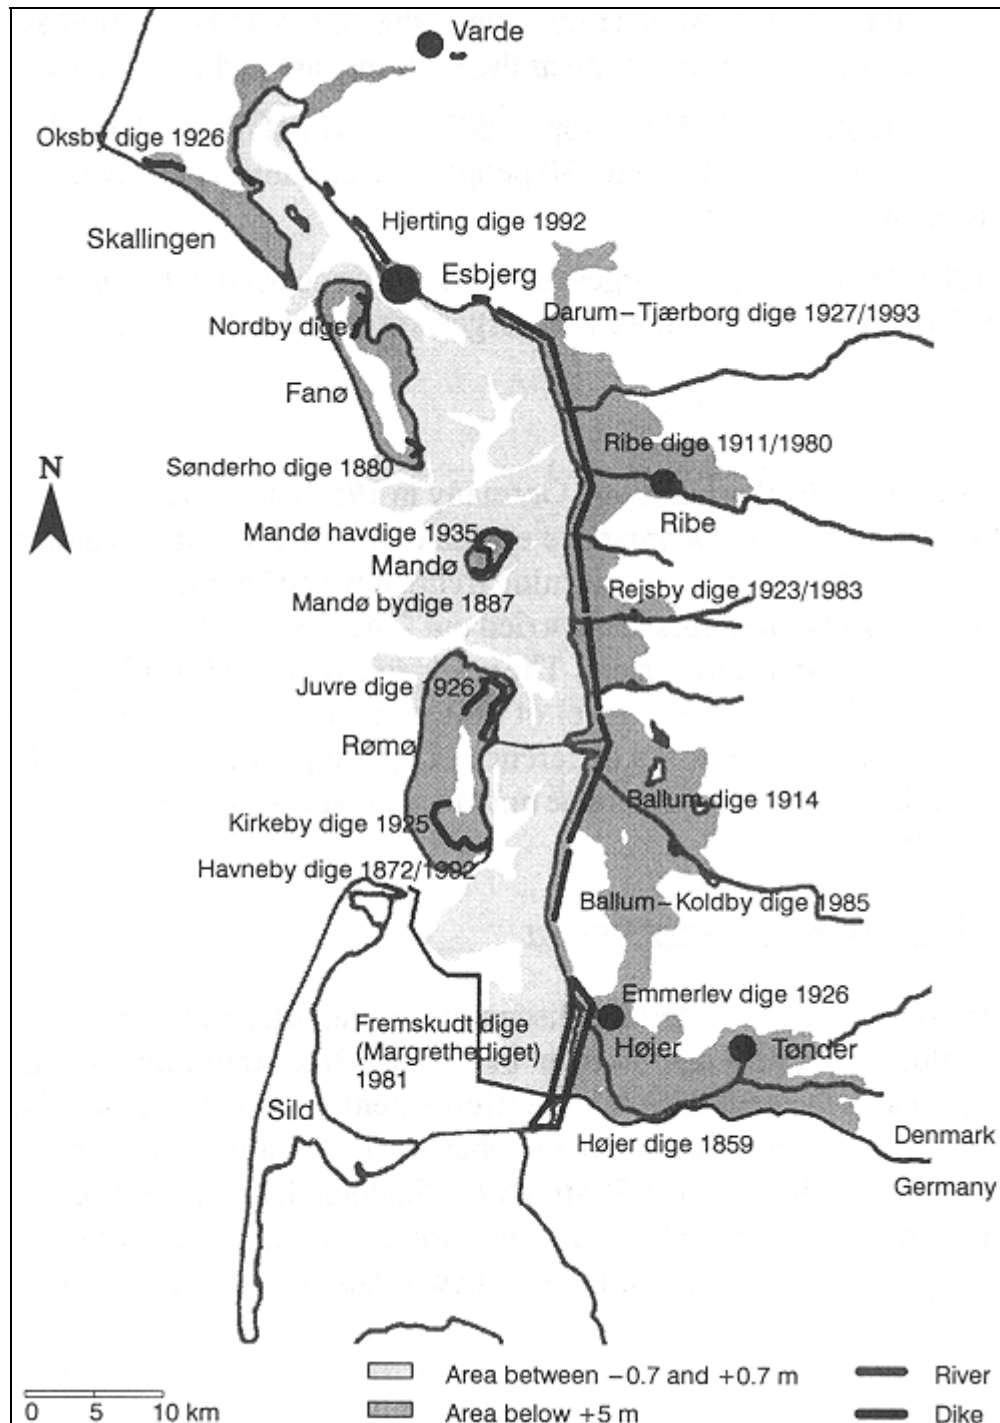 Varde
Oksby dige 1926
Hjerting dige 1992
Skallingen
Esbjerg
Darum–Tjærborg dige 1927/1993
Nordby dige
Fanø
Ribe dige 1911/1980
N
Sønderho dige 1880
Ribe
Mandø havdige 1935
Mandø
Rejsby dige 1923/1983
Mandø bydige 1887
Juvre dige 1926
Rømø
Ballum dige 1914
Kirkeby dige 1925
Havneby dige 1872/1992
Ballum–Koldby dige 1985
Emmerlev dige 1926
Fremskudt dige
(Margrethediget)
1981
Højer
Tønder
Sild
Højer dige 1859
Denmark
Germany
Area between −0.7 and +0.7 m
River
Area below +5 m
Dike
0 5 10 km